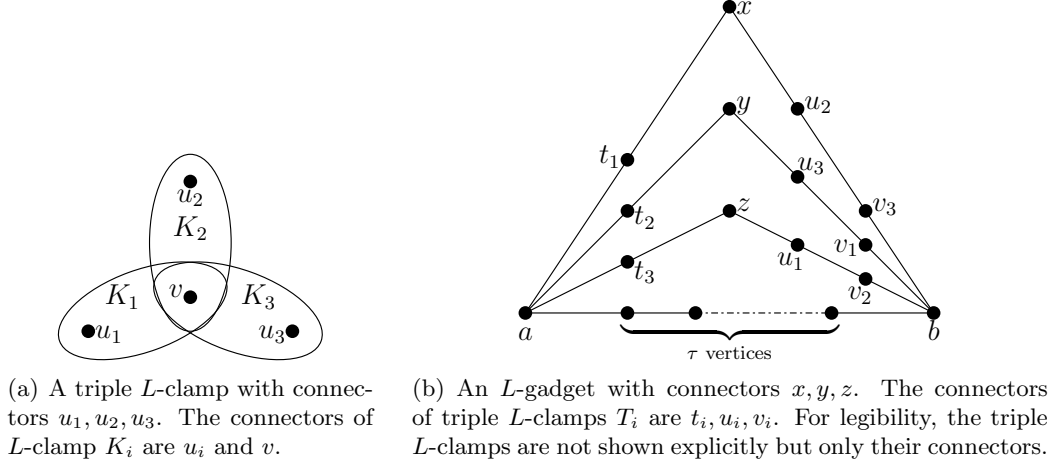 x
y
u₂
t₁
u₃
u₂
K₂
t₂
z
v₃
v₁
u₁
t₃
v₂
K₁
v
K₃
u₁
u₃
a
b
τ vertices
(a) A triple L-clamp with connec-
tors u₁, u₂, u₃. The connectors of
L-clamp Kᵢ are uᵢ and v.
(b) An L-gadget with connectors x, y, z. The connectors
of triple L-clamps Tᵢ are tᵢ, uᵢ, vᵢ. For legibility, the triple
L-clamps are not shown explicitly but only their connectors.